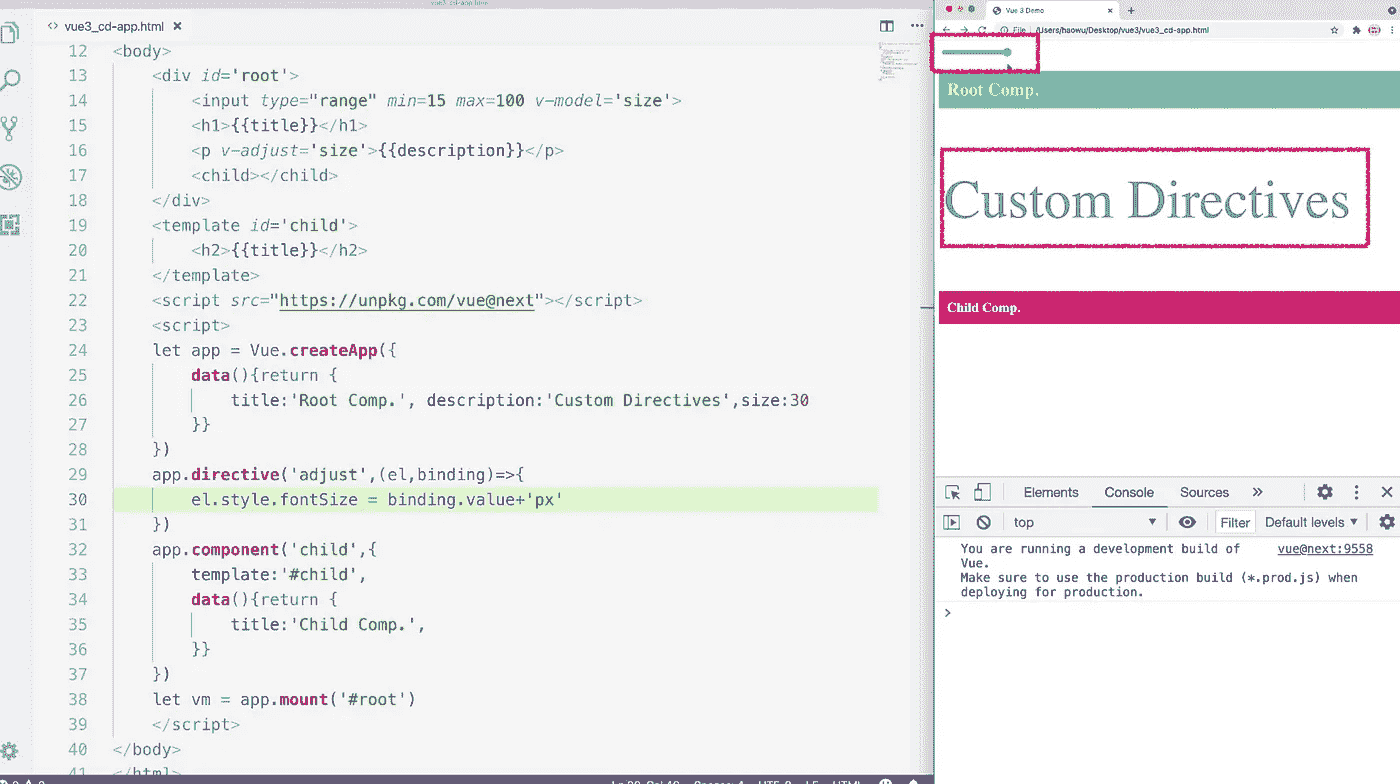 vue3_cd-app.html
vue3_cd-app.html
12 <body>
13 <div id='root'>
14 <input type="range" min=15 max=100 v-model='size'>
15 <h1>{{title}}</h1>
16 <p v-adjust='size'>{{description}}</p>
17 <child></child>
18 </div>
19 <template id='child'>
20 <h2>{{title}}</h2>
21 </template>
22 <script src="https://unpkg.com/vue@next"></script>
23 <script>
24 let app = Vue.createApp({
25 data(){return {
26 title:'Root Comp.', description:'Custom Directives',size:30
27 }}
28 })
29 app.directive('adjust',(el,binding)=>{
30 el.style.fontSize = binding.value+'px'
31 })
32 app.component('child',{
33 template:'#child',
34 data(){return {
35 title:'Child Comp.',
36 }}
37 })
38 let vm = app.mount('#root')
39 </script>
40 </body>
41 </html>
Vue 3 Demo
File /Users/haowu/Desktop/vue3/vue3_cd-app.html
Root Comp.
Custom Directives
Child Comp.
Elements Console Sources
top Filter Default levels
You are running a development build of vue@next:9558
Vue.
Make sure to use the production build (*.prod.js) when
deploying for production.